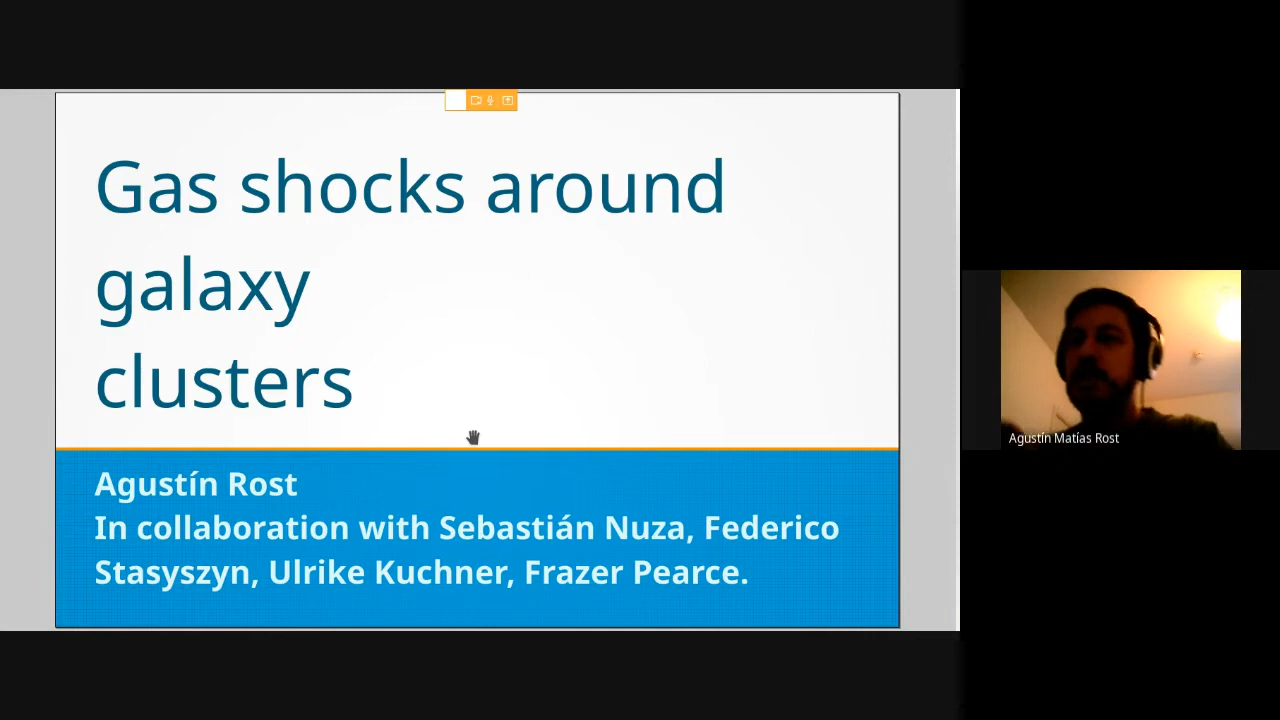 Gas shocks around
galaxy
clusters
Agustín Rost
In collaboration with Sebastián Nuza, Federico
Stasyszyn, Ulrike Kuchner, Frazer Pearce.
Agustín Matías Rost